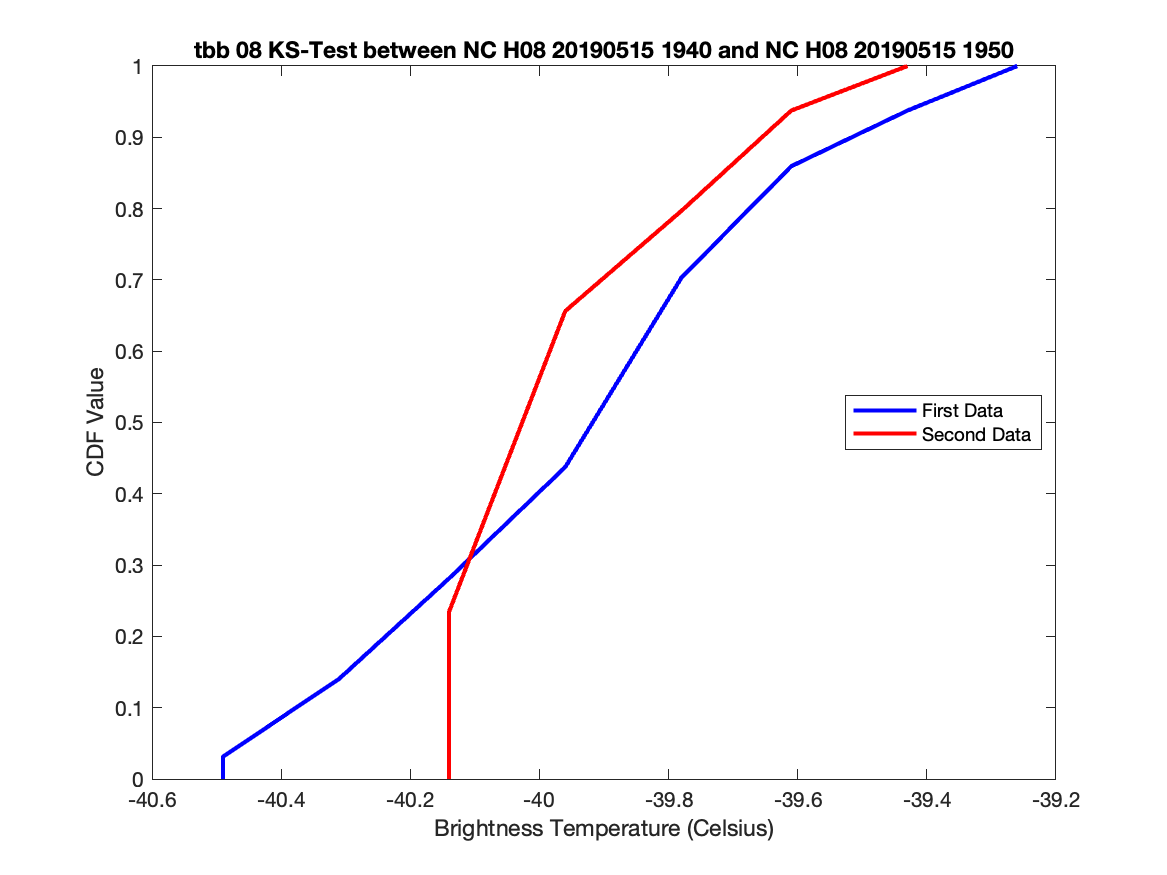 tbb 08 KS-Test between NC H08 20190515 1940 and NC H08 20190515 1950
1
0.9
0.8
0.7
0.6
0.5
0.4
0.3
0.2
0.1
0
CDF Value
First Data
Second Data
-40.6 -40.4 -40.2 -40 -39.8 -39.6 -39.4 -39.2
Brightness Temperature (Celsius)